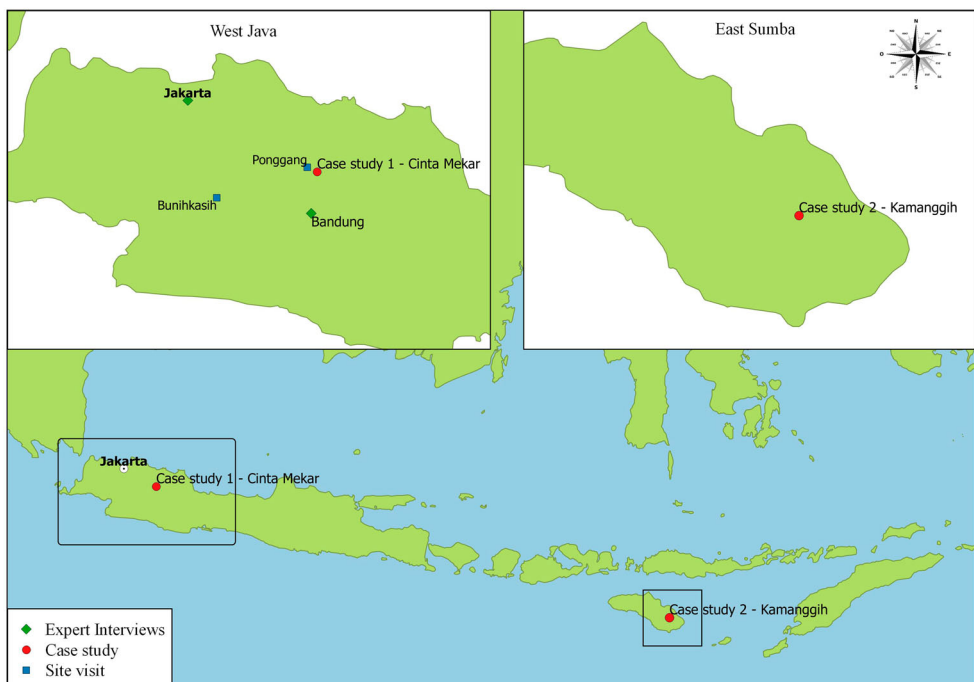 West Java
East Sumba
N
O
E
S
Jakarta
Ponggang
Case study 1 - Cinta Mekar
Bunihkasih
Bandung
Case study 2 - Kamanggih
Jakarta
Case study 1 - Cinta Mekar
Case study 2 - Kamanggih
Expert Interviews
Case study
Site visit